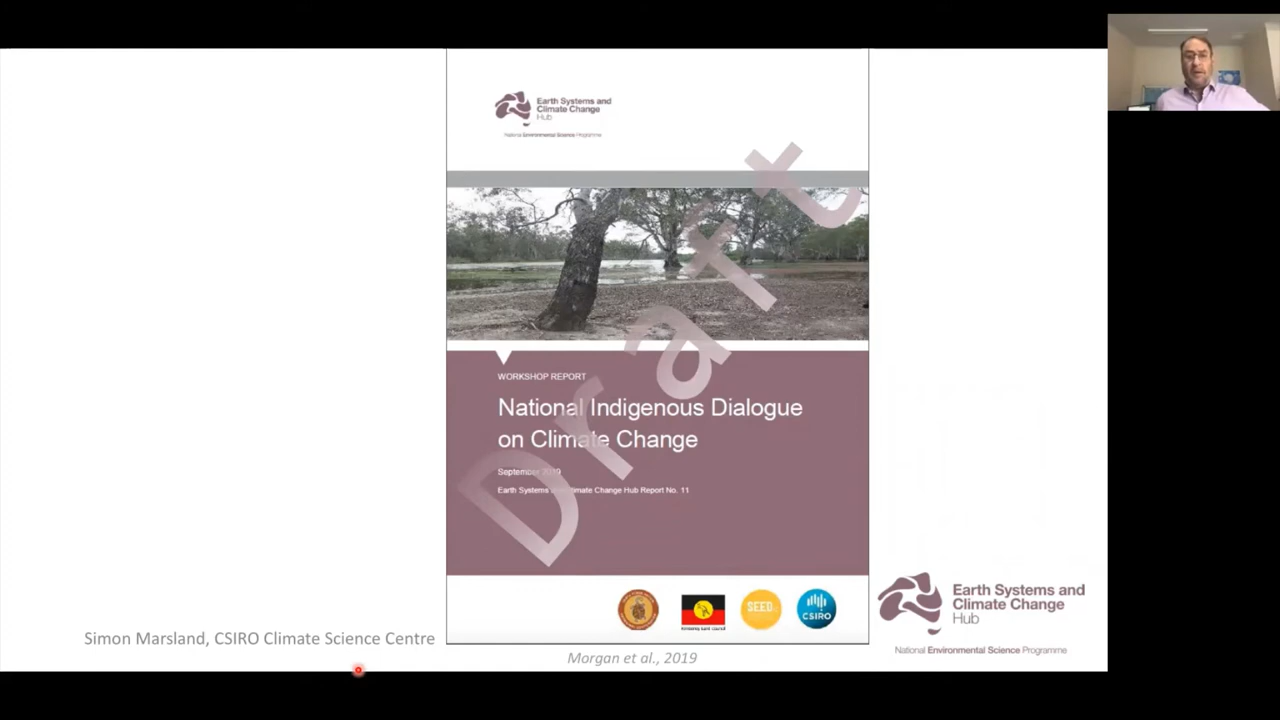 Earth Systems and
Climate Change
Hub
National Environmental Science Programme
Draft
WORKSHOP REPORT
National Indigenous Dialogue
on Climate Change
September 2019
Earth Systems and Climate Change Hub Report No. 11
SEED
CSIRO
Earth Systems and
Climate Change
Hub
National Environmental Science Programme
Simon Marsland, CSIRO Climate Science Centre
Morgan et al., 2019